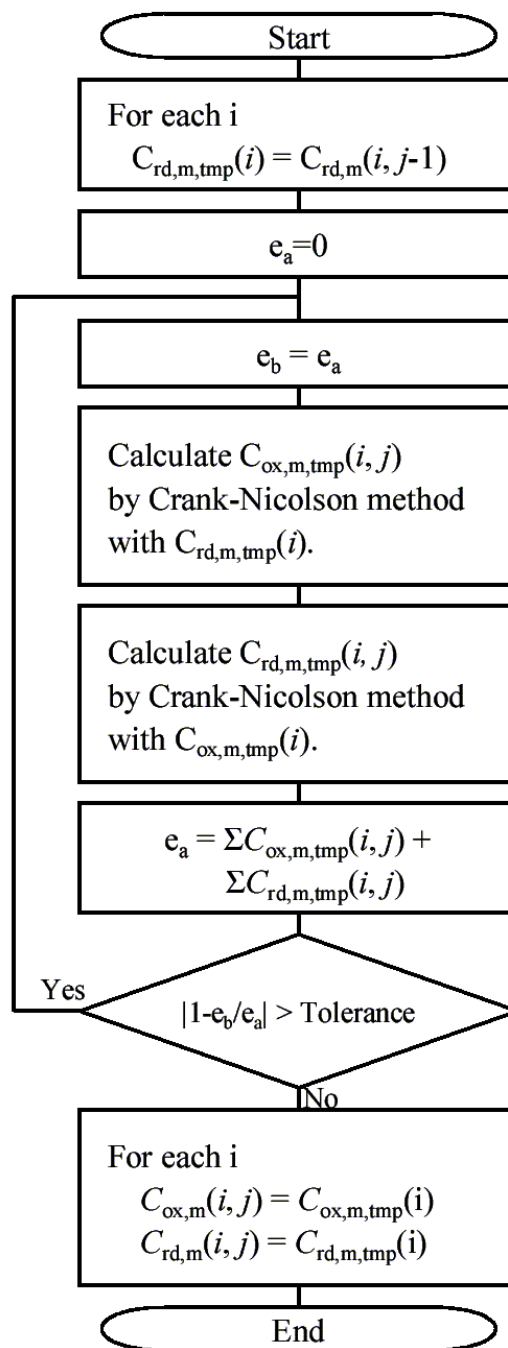 Start
For each i
C_rd,m,tmp(i) = C_rd,m(i, j-1)
e_a=0
e_b = e_a
Calculate C_ox,m,tmp(i, j)
by Crank-Nicolson method
with C_rd,m,tmp(i).
Calculate C_rd,m,tmp(i, j)
by Crank-Nicolson method
with C_ox,m,tmp(i).
e_a = ΣC_ox,m,tmp(i, j) +
ΣC_rd,m,tmp(i, j)
Yes
|1-e_b/e_a| > Tolerance
No
For each i
C_ox,m(i, j) = C_ox,m,tmp(i)
C_rd,m(i, j) = C_rd,m,tmp(i)
End